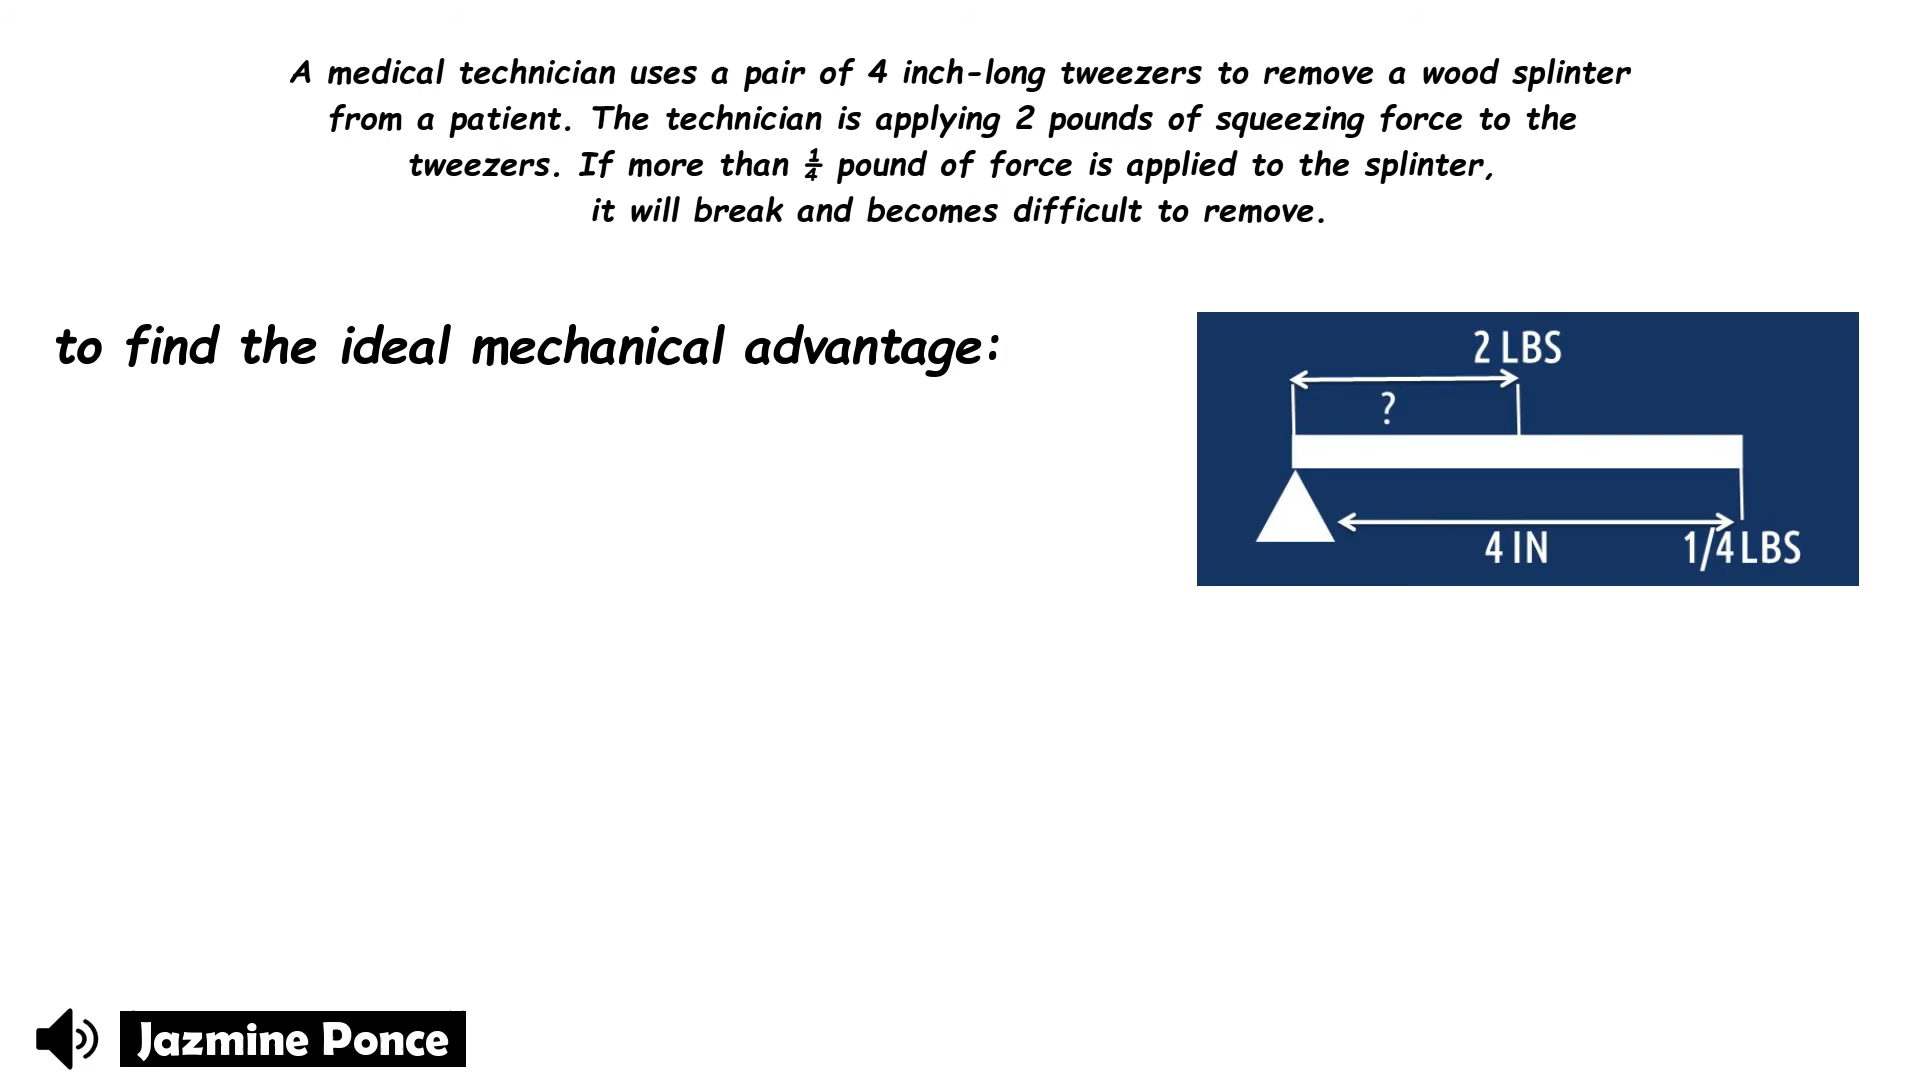 A medical technician uses a pair of 4 inch-long tweezers to remove a wood splinter
from a patient. The technician is applying 2 pounds of squeezing force to the
tweezers. If more than ¼ pound of force is applied to the splinter,
it will break and becomes difficult to remove.
to find the ideal mechanical advantage:
2 LBS
?
4 IN
1/4 LBS
Jazmine Ponce